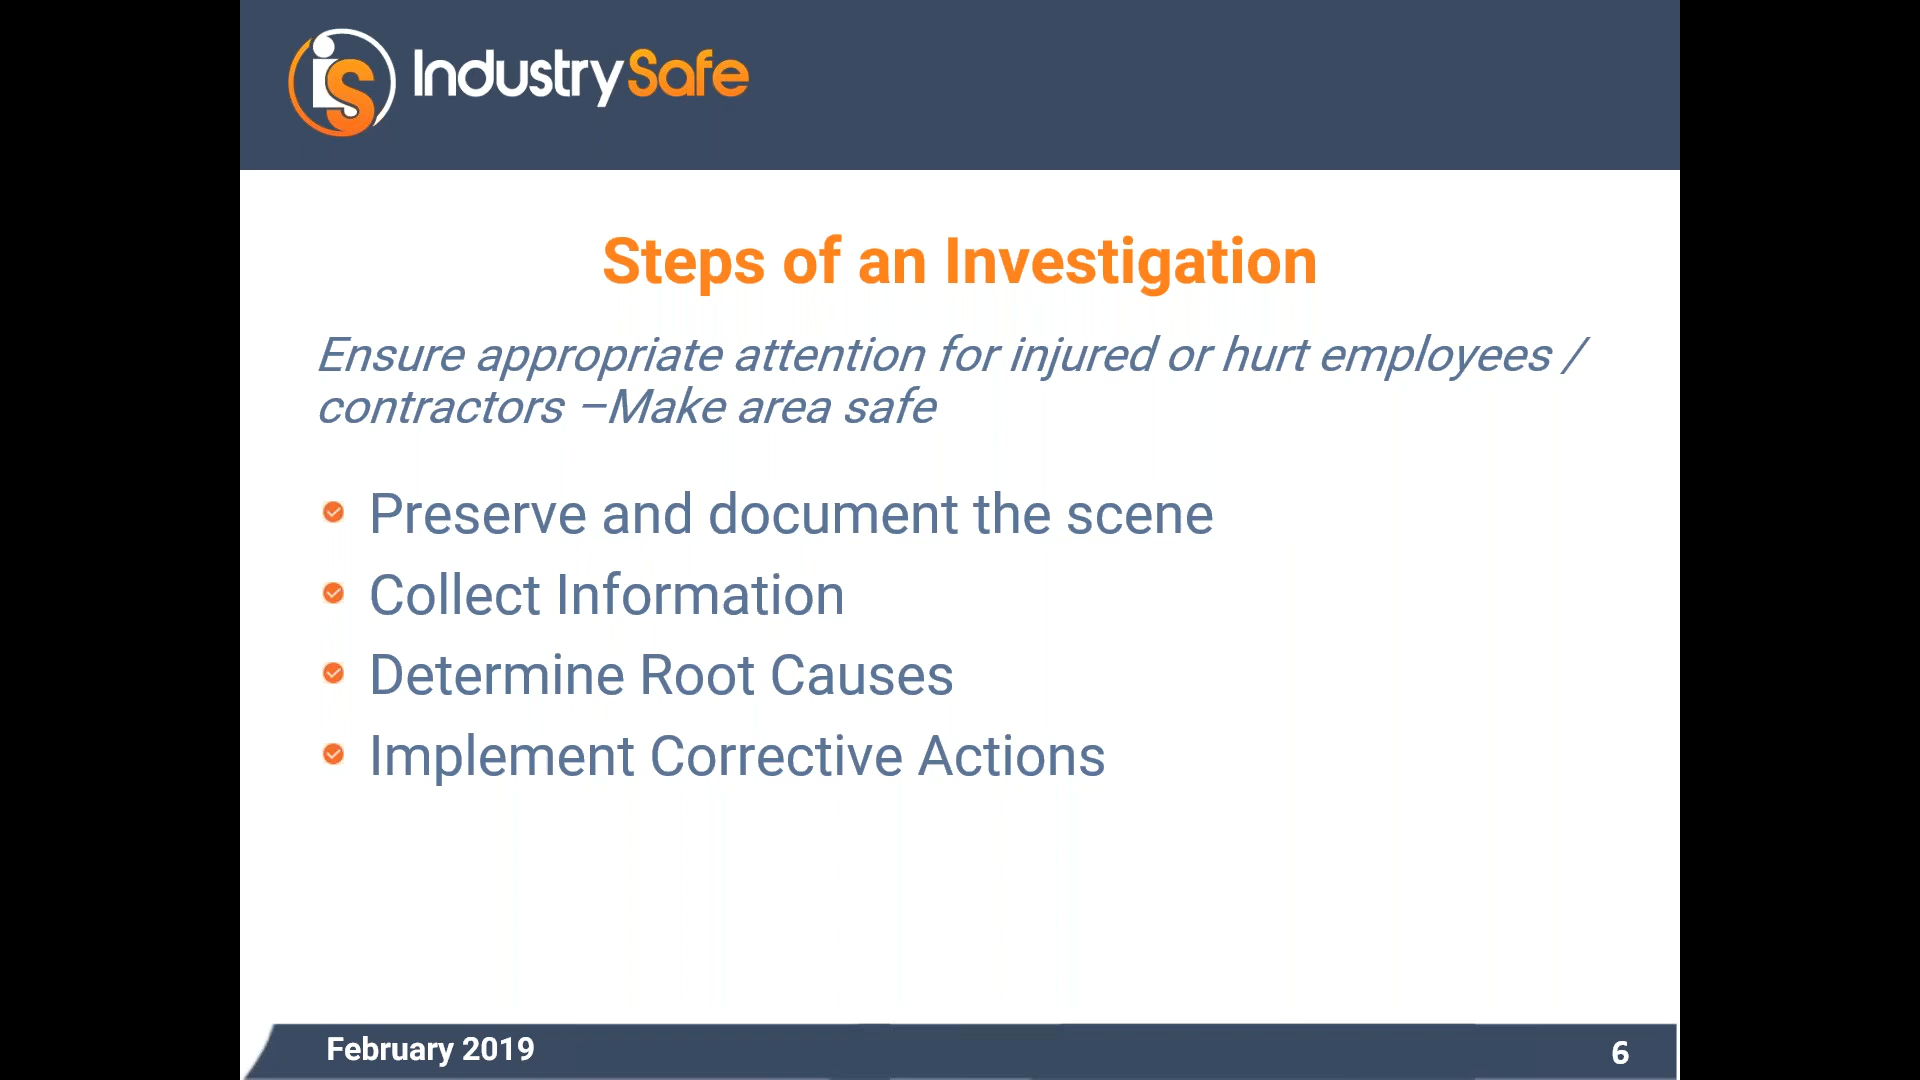 IndustrySafe
Steps of an Investigation
Ensure appropriate attention for injured or hurt employees /
contractors –Make area safe
Preserve and document the scene
Collect Information
Determine Root Causes
Implement Corrective Actions
February 2019
6